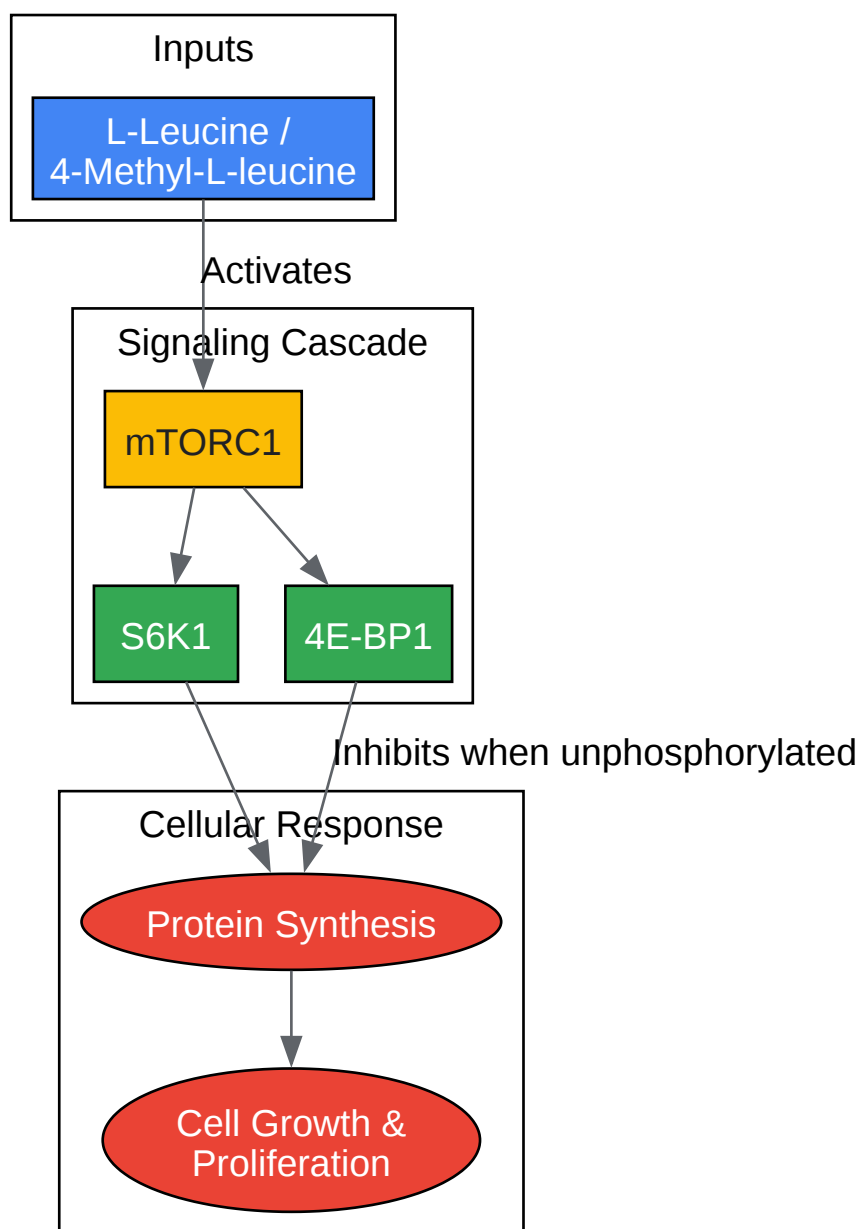 Inputs
L-Leucine /
4-Methyl-L-leucine
Activates
Signaling Cascade
mTORC1
S6K1
4E-BP1
Inhibits when unphosphorylated
Cellular Response
Protein Synthesis
Cell Growth &
Proliferation